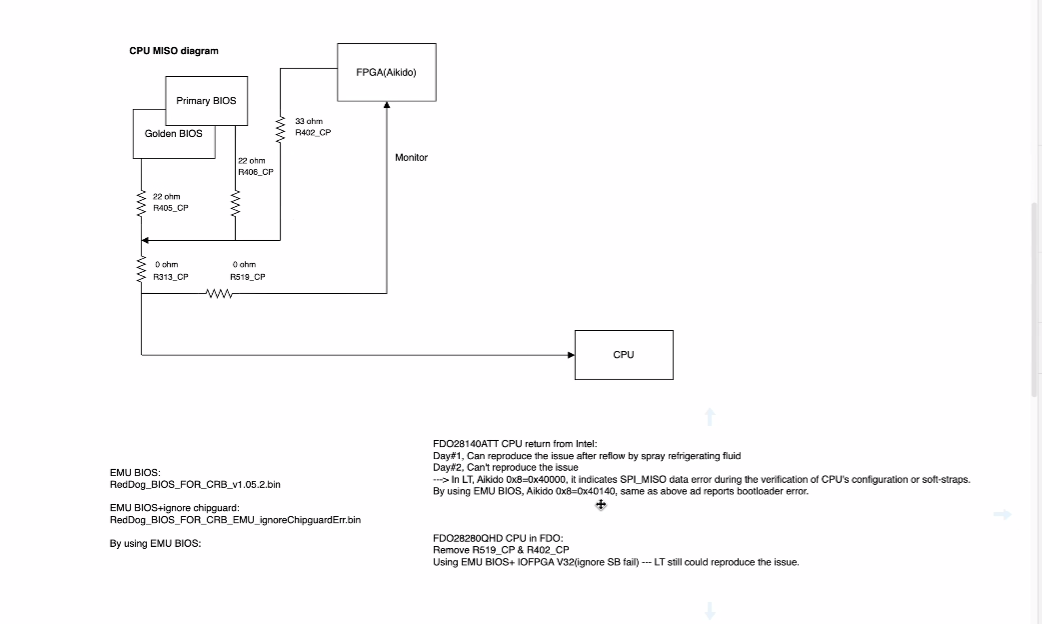 CPU MISO diagram
FPGA(Aikido)
Primary BIOS
Golden BIOS
33 ohm
R402_CP
Monitor
22 ohm
R406_CP
22 ohm
R405_CP
0 ohm
R313_CP
0 ohm
R519_CP
CPU
EMU BIOS:
RedDog_BIOS_FOR_CRB_v1.05.2.bin
EMU BIOS+ignore chipguard:
RedDog_BIOS_FOR_CRB_EMU_ignoreChipguardErr.bin
By using EMU BIOS:
FDO28140ATT CPU return from Intel:
Day#1, Can reproduce the issue after reflow by spray refrigerating fluid
Day#2, Can't reproduce the issue
---> In LT, Aikido 0x8=0x40000, it indicates SPI_MISO data error during the verification of CPU's configuration or soft-straps.
By using EMU BIOS, Aikido 0x8=0x40140, same as above ad reports bootloader error.
FDO28280QHD CPU in FDO:
Remove R519_CP & R402_CP
Using EMU BIOS+ IOFPGA V32(ignore SB fail) --- LT still could reproduce the issue.